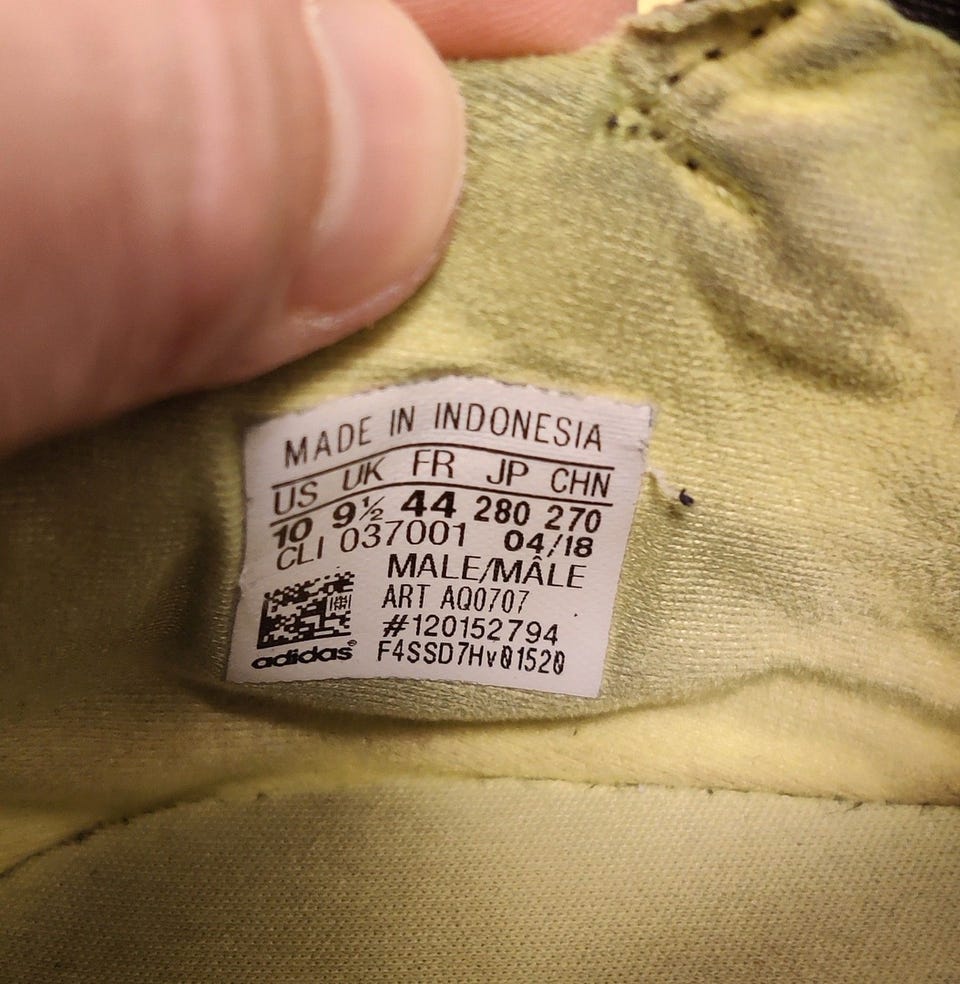 MADE IN INDONESIA
US UK FR JP CHN
10 9½ 44 280 270
CLI 037001 04/18
MALE/MÂLE
ART AQ0707
#120152794
adidas® F4SSD7Hv01520